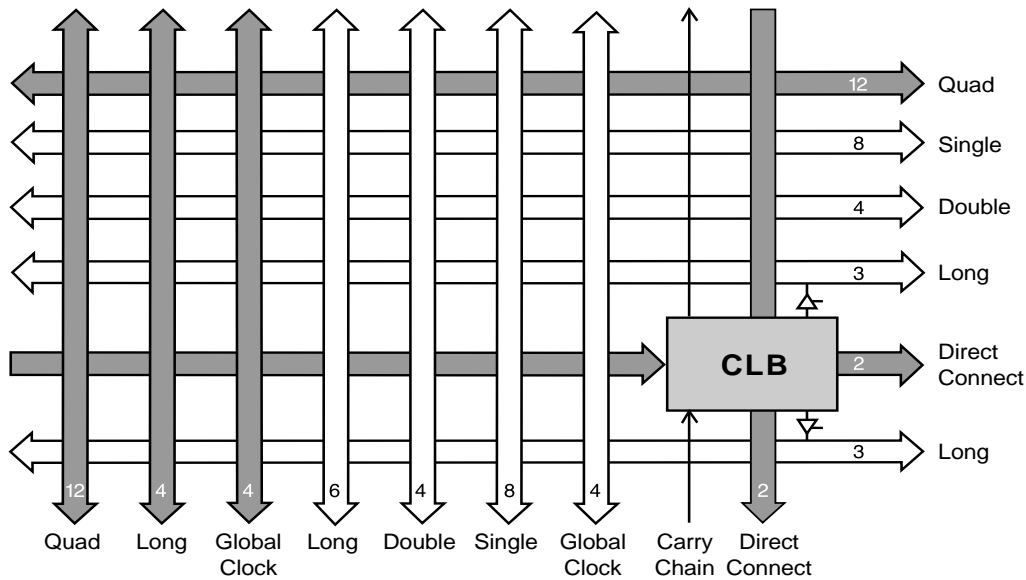 12 Quad
8 Single
4 Double
3 Long
CLB
2 Direct
Connect
3 Long
12 4 4 6 4 8 4 2
Quad Long Global Long Double Single Global Carry Direct
Clock Clock Chain Connect